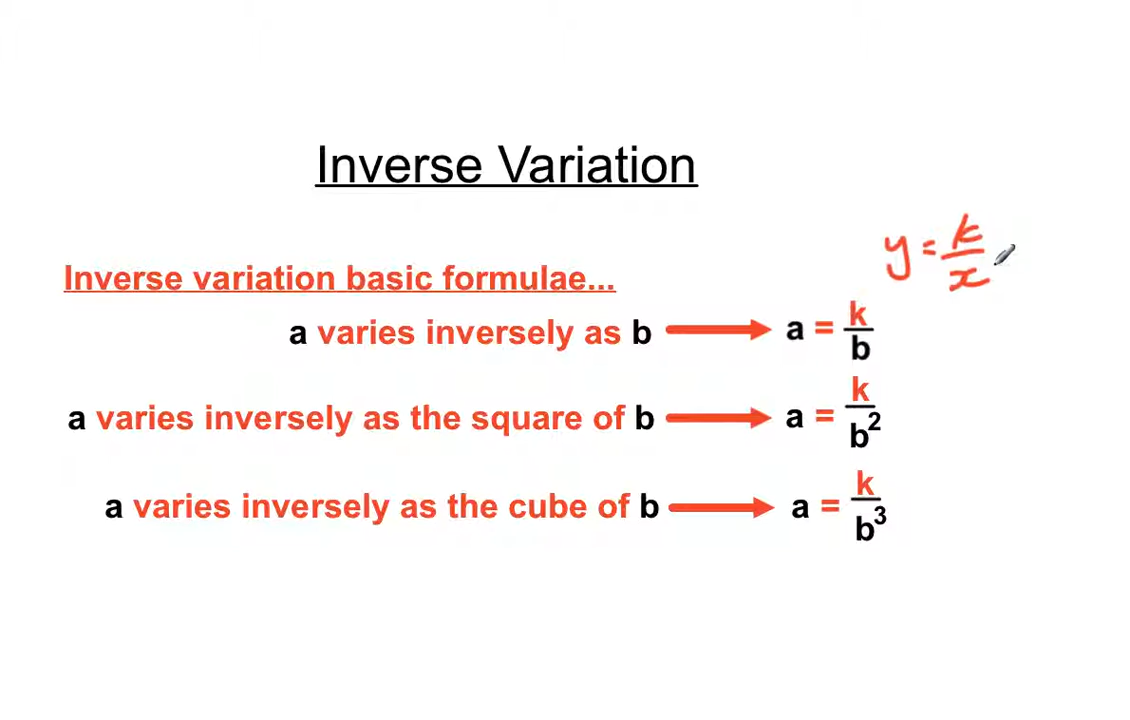 Inverse Variation
y = k/x
Inverse variation basic formulae...
a varies inversely as b → a = k/b
a varies inversely as the square of b → a = k/b²
a varies inversely as the cube of b → a = k/b³